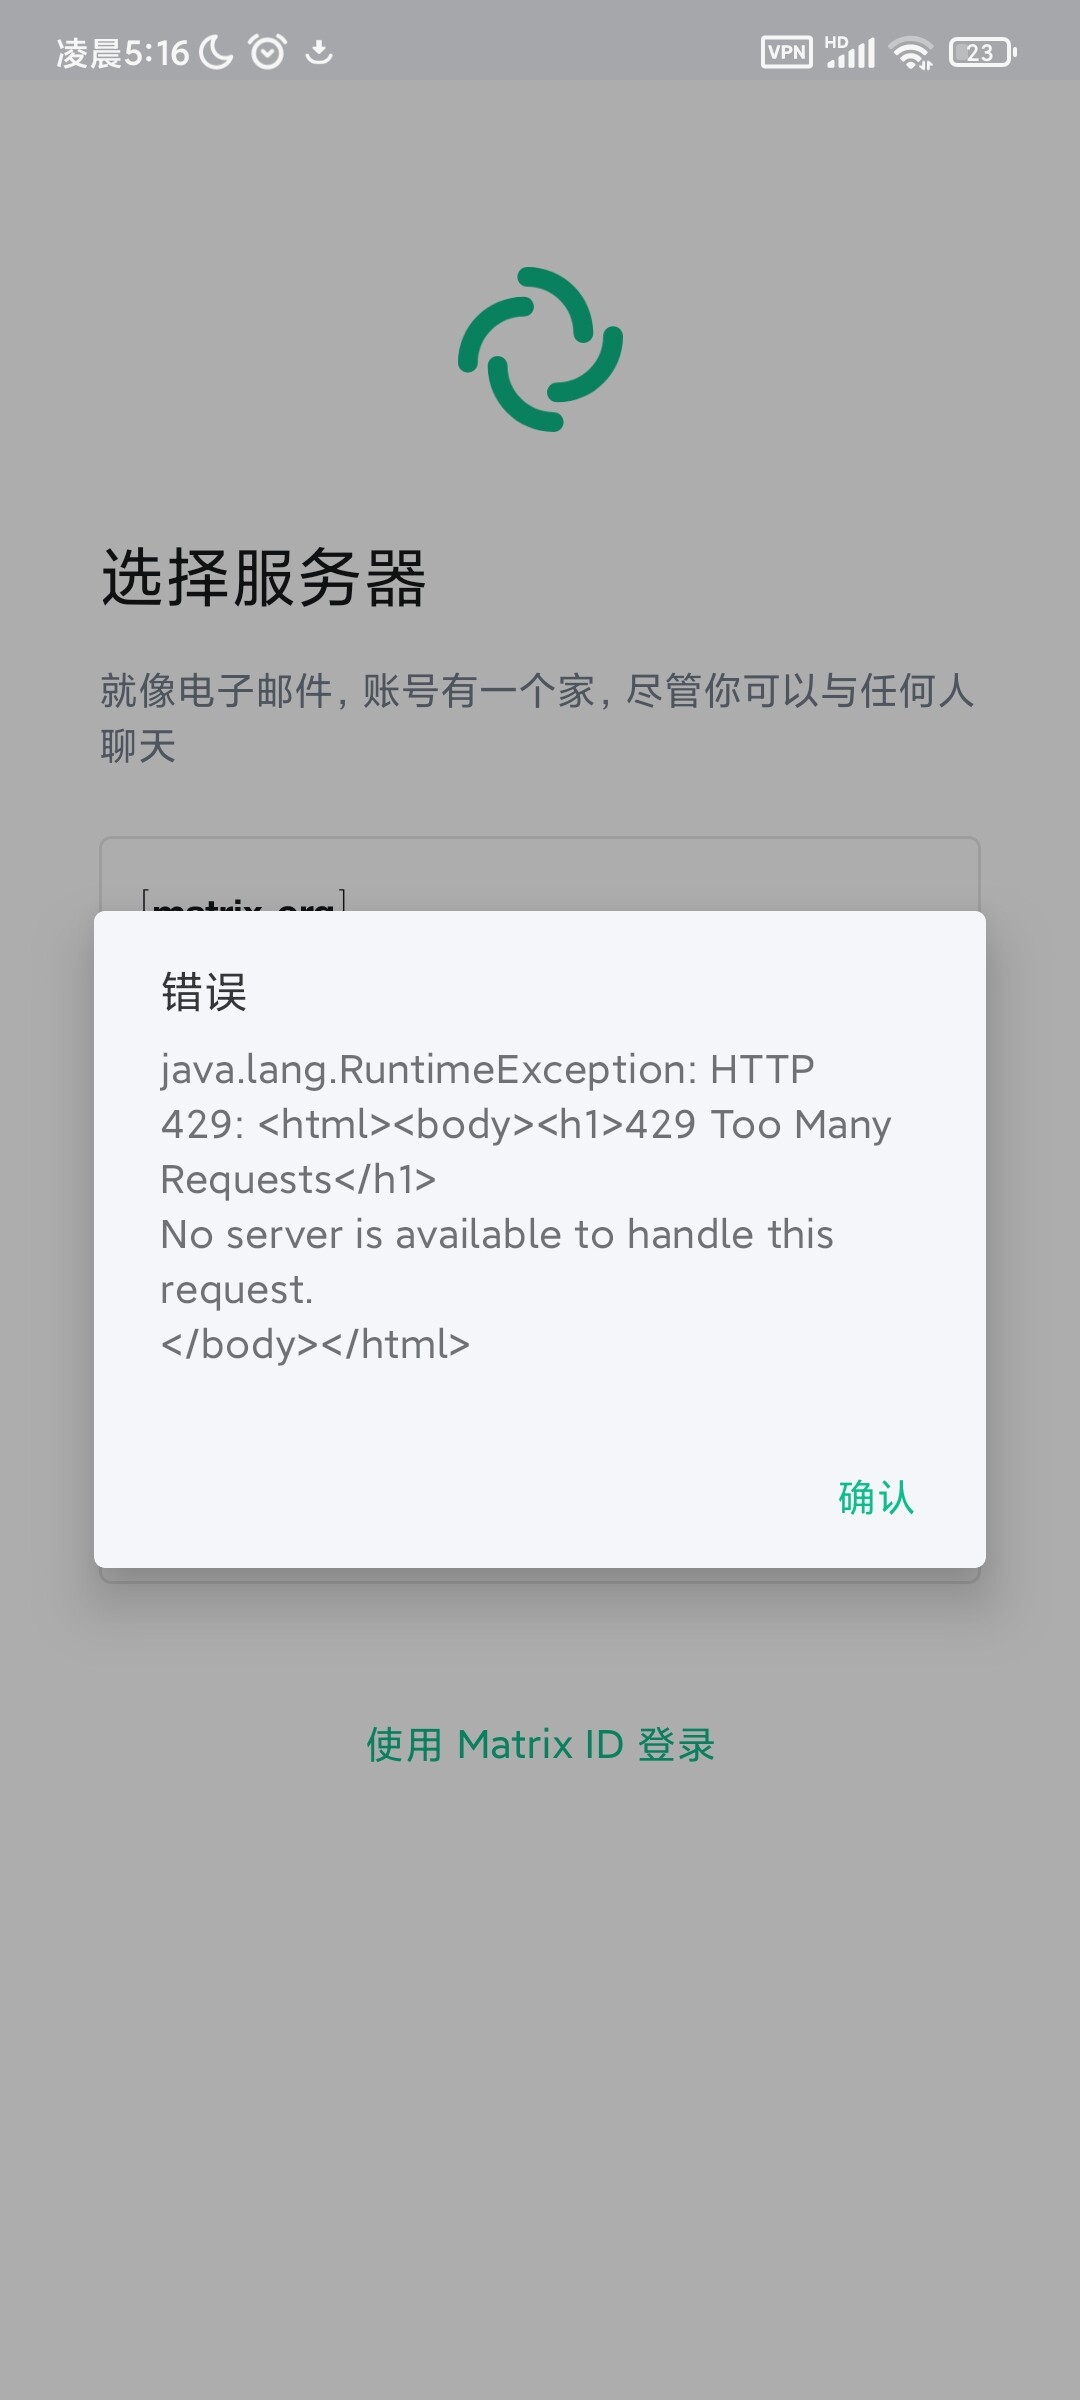 凌晨5:16
VPN HD 23
选择服务器
就像电子邮件,账号有一个家,尽管你可以与任何人
聊天
错误
java.lang.RuntimeException: HTTP
429: <html><body><h1>429 Too Many
Requests</h1>
No server is available to handle this
request.
</body></html>
确认
使用 Matrix ID 登录